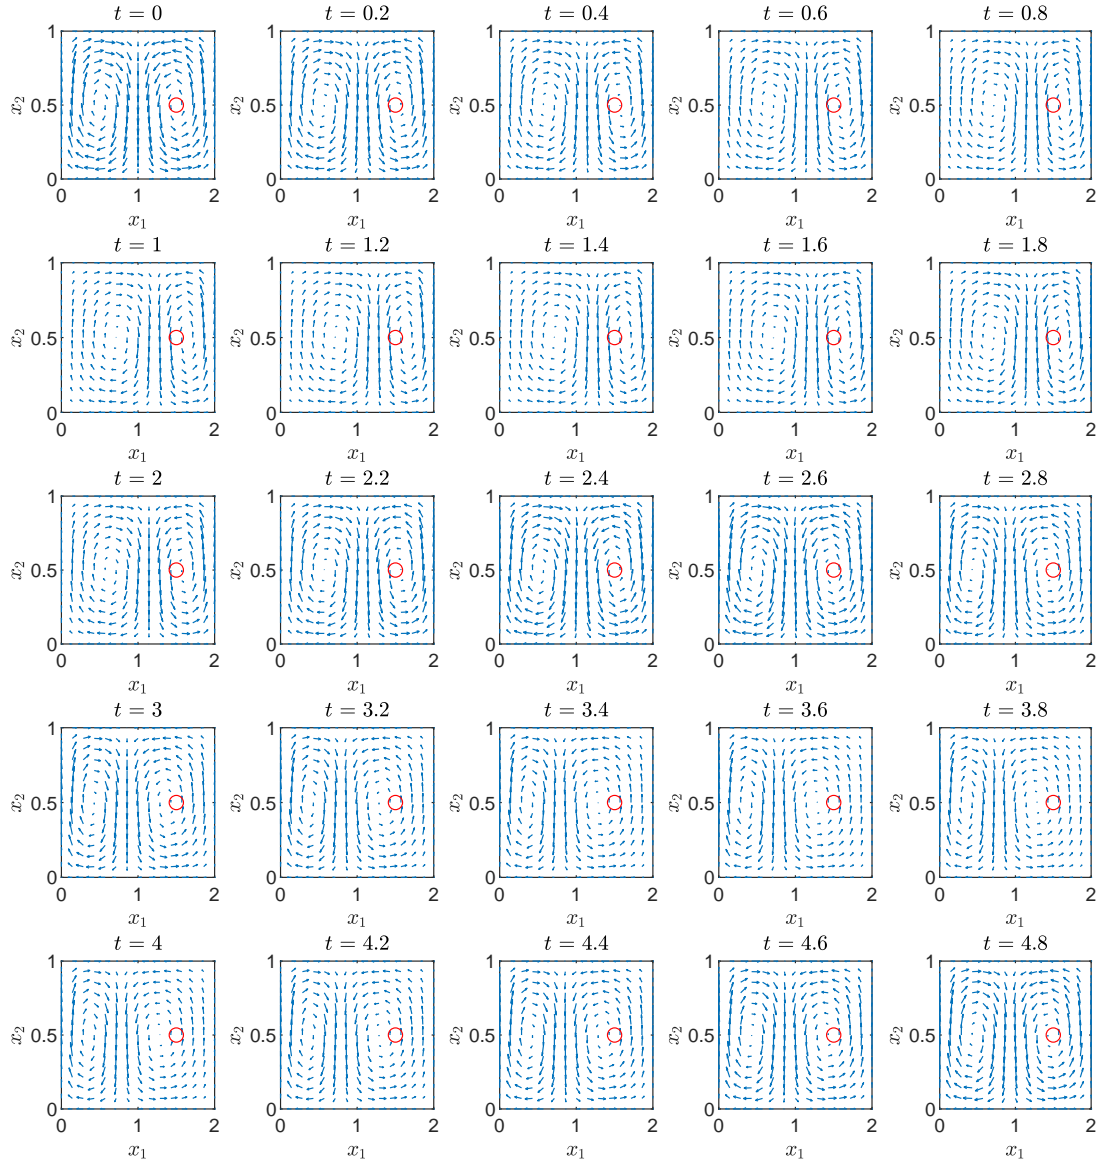 t = 0 t = 0.2 t = 0.4 t = 0.6 t = 0.8
1 1 1 1 1
x₂ x₂ x₂ x₂ x₂
0.5 0.5 0.5 0.5 0.5
0 0 0 0 0
0 1 2 0 1 2 0 1 2 0 1 2 0 1 2
x₁ x₁ x₁ x₁ x₁
t = 1 t = 1.2 t = 1.4 t = 1.6 t = 1.8
1 1 1 1 1
x₂ x₂ x₂ x₂ x₂
0.5 0.5 0.5 0.5 0.5
0 0 0 0 0
0 1 2 0 1 2 0 1 2 0 1 2 0 1 2
x₁ x₁ x₁ x₁ x₁
t = 2 t = 2.2 t = 2.4 t = 2.6 t = 2.8
1 1 1 1 1
x₂ x₂ x₂ x₂ x₂
0.5 0.5 0.5 0.5 0.5
0 0 0 0 0
0 1 2 0 1 2 0 1 2 0 1 2 0 1 2
x₁ x₁ x₁ x₁ x₁
t = 3 t = 3.2 t = 3.4 t = 3.6 t = 3.8
1 1 1 1 1
x₂ x₂ x₂ x₂ x₂
0.5 0.5 0.5 0.5 0.5
0 0 0 0 0
0 1 2 0 1 2 0 1 2 0 1 2 0 1 2
x₁ x₁ x₁ x₁ x₁
t = 4 t = 4.2 t = 4.4 t = 4.6 t = 4.8
1 1 1 1 1
x₂ x₂ x₂ x₂ x₂
0.5 0.5 0.5 0.5 0.5
0 0 0 0 0
0 1 2 0 1 2 0 1 2 0 1 2 0 1 2
x₁ x₁ x₁ x₁ x₁